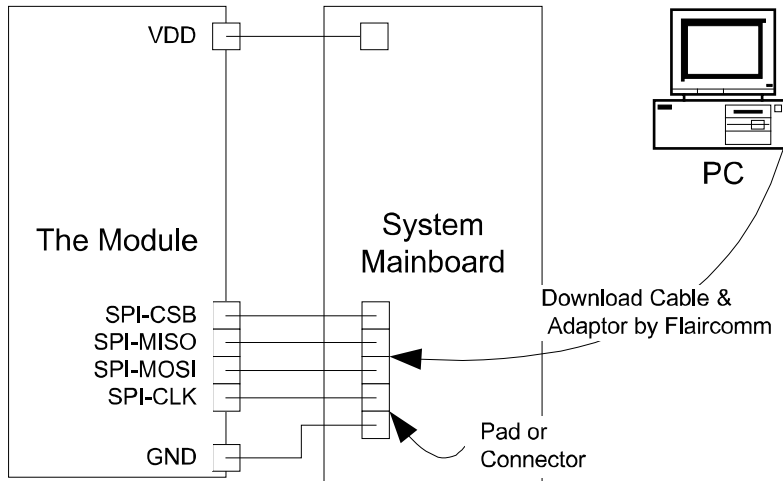 VDD
PC
The Module
System
Mainboard
Download Cable &
Adaptor by Flaircomm
SPI-CSB
SPI-MISO
SPI-MOSI
SPI-CLK
GND
Pad or
Connector